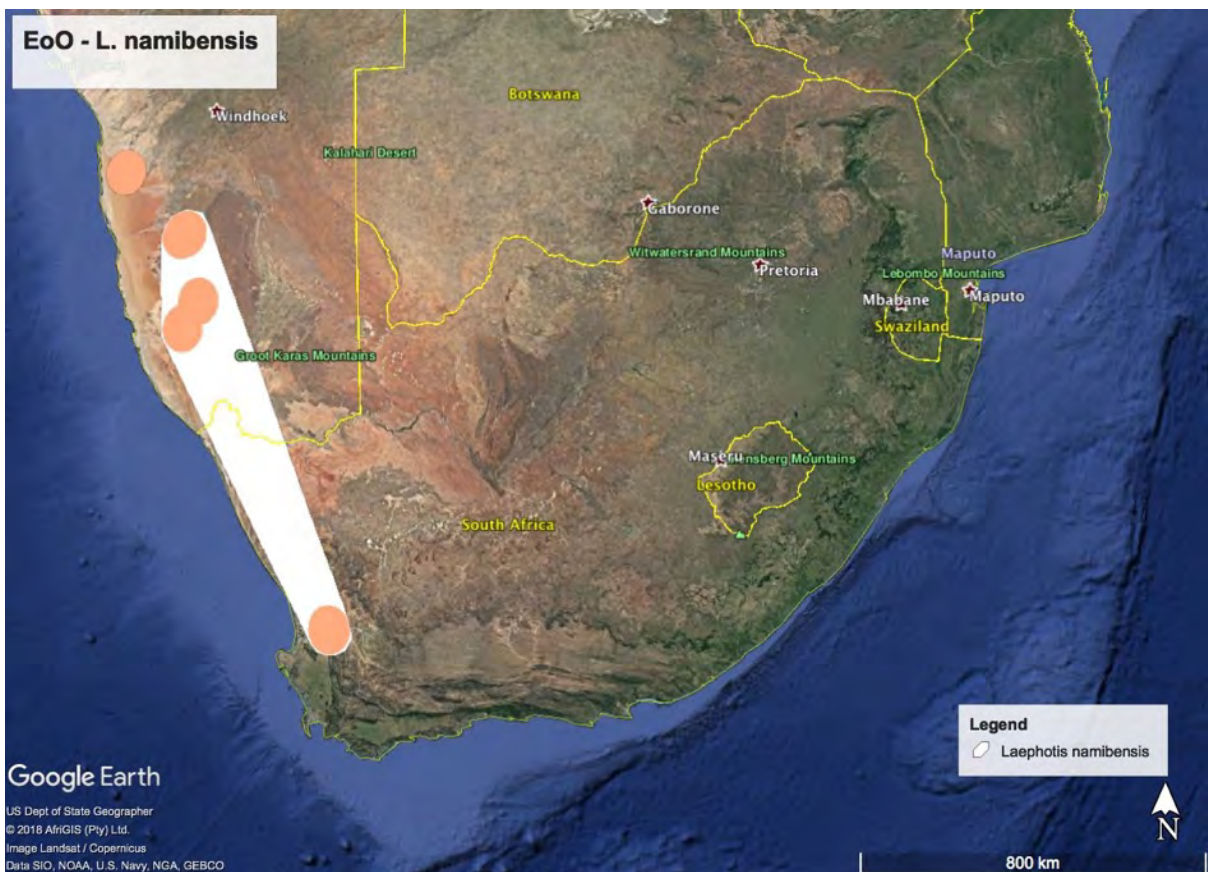 EoO - L. namibensis
Botswana
Windhoek
Kalahari Desert
Gaborone
Witwatersrand Mountains
Pretoria
Maputo
Lebombo Mountains
Mbabane
Maputo
Swaziland
Groot Karas Mountains
Maseru
ensberg Mountains
Lesotho
South Africa
Legend
Laephotis namibensis
Google Earth
US Dept of State Geographer
© 2018 AfriGIS (Pty) Ltd.
Image Landsat / Copernicus
Data SIO, NOAA, U.S. Navy, NGA, GEBCO
N
800 km